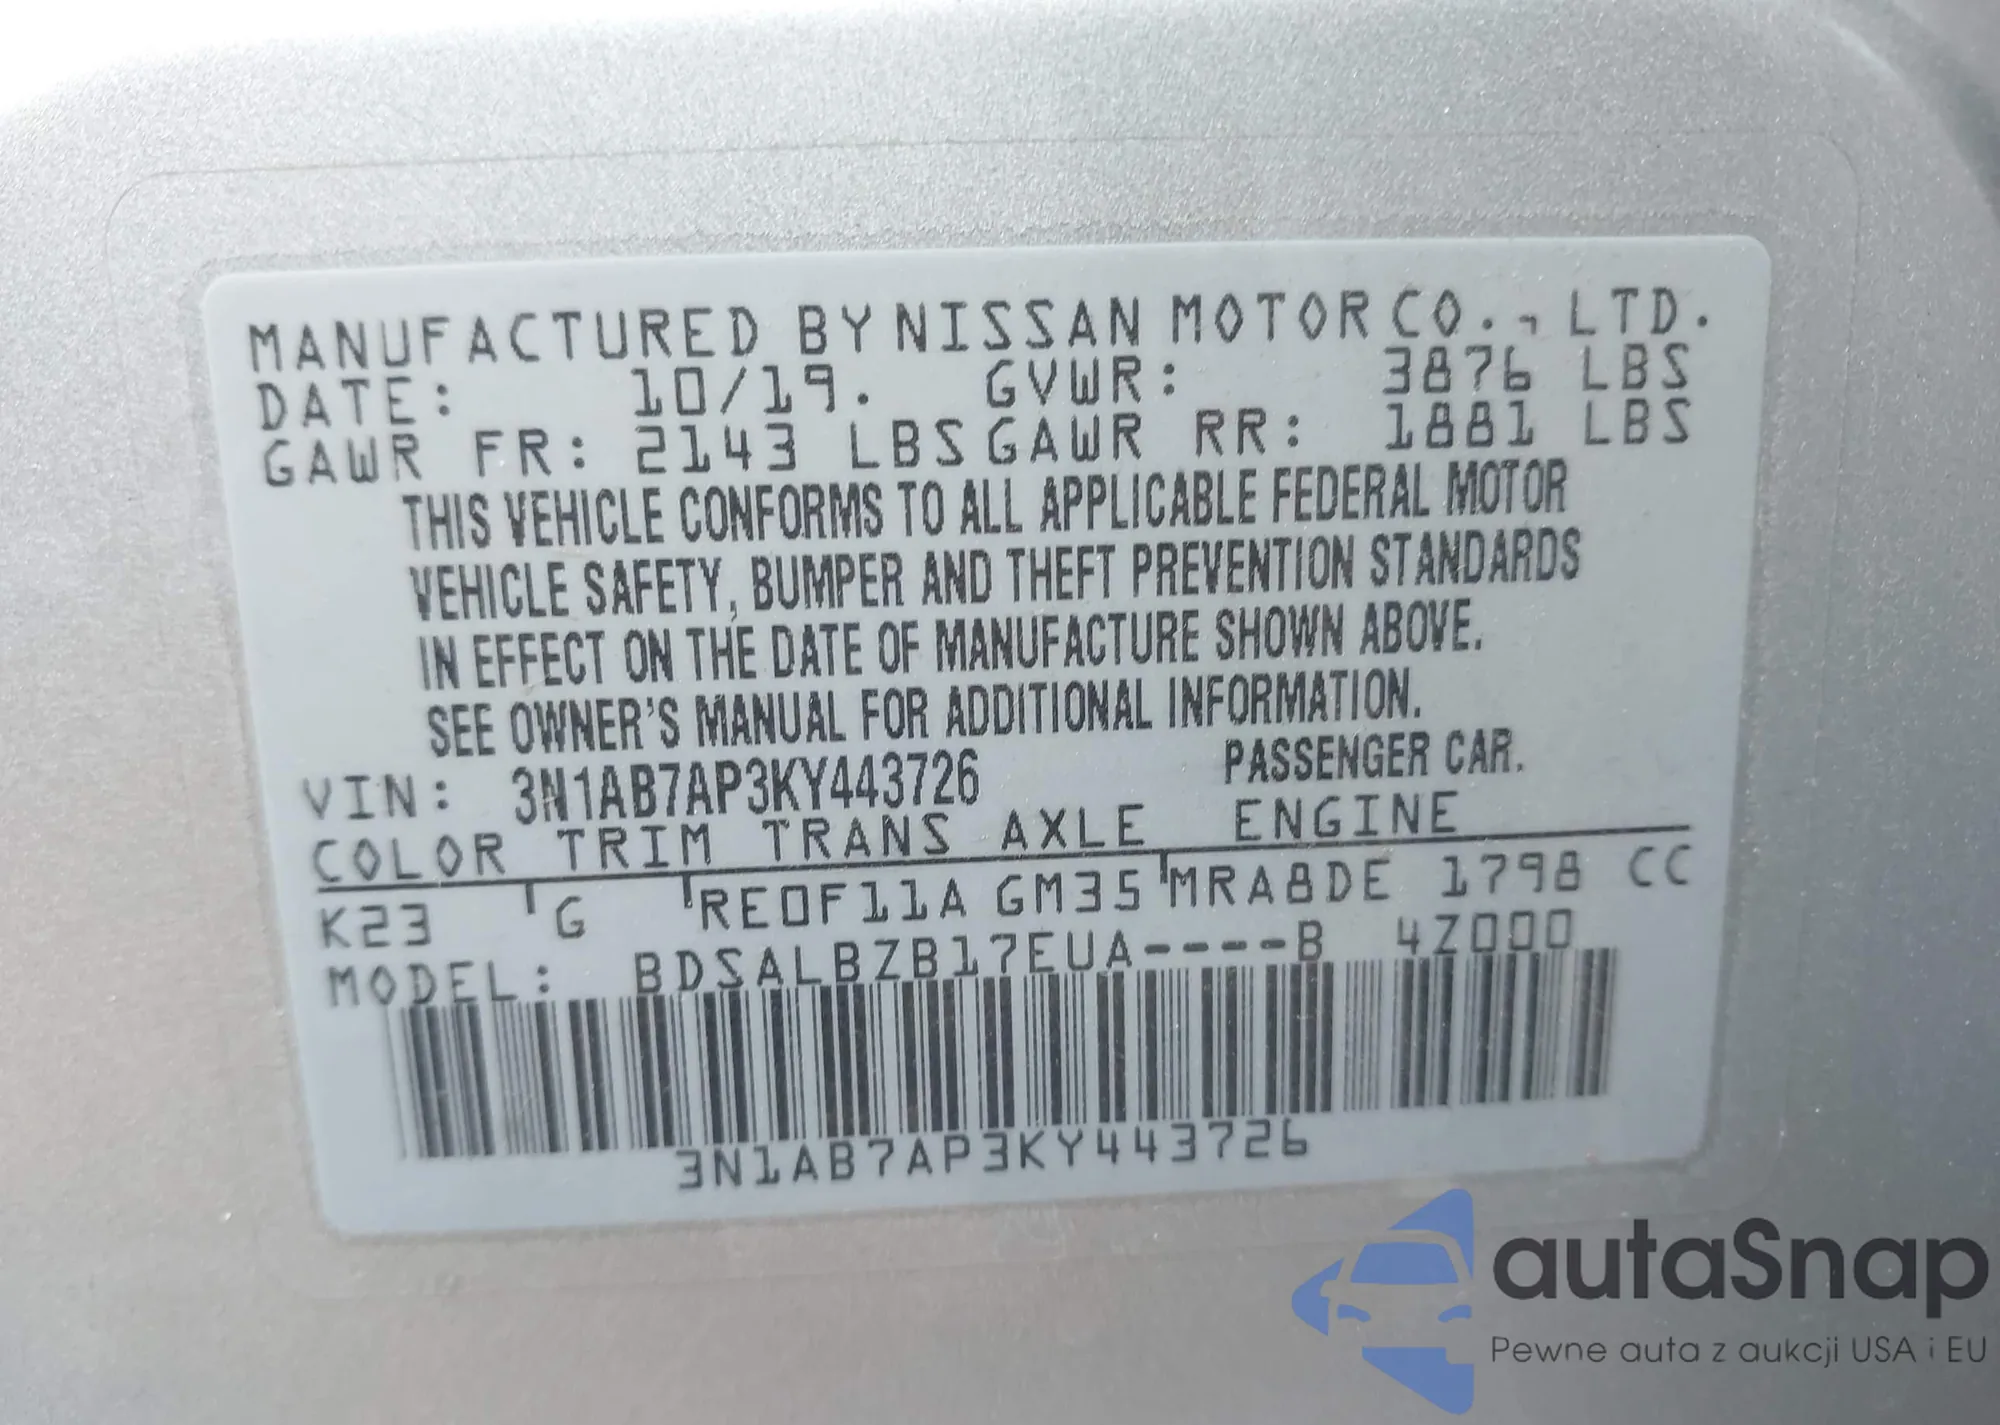 MANUFACTURED BY NISSAN MOTOR CO., LTD.
DATE: 10/19. GVWR: 3876 LBS
GAWR FR: 2143 LBS GAWR RR: 1881 LBS
THIS VEHICLE CONFORMS TO ALL APPLICABLE FEDERAL MOTOR
VEHICLE SAFETY, BUMPER AND THEFT PREVENTION STANDARDS
IN EFFECT ON THE DATE OF MANUFACTURE SHOWN ABOVE.
SEE OWNER'S MANUAL FOR ADDITIONAL INFORMATION.
VIN: 3N1AB7AP3KY443726 PASSENGER CAR.
COLOR TRIM TRANS AXLE ENGINE
K23 G RE0F11A GM35 MRA8DE 1798 CC
MODEL: BDSALBZB17EUA----B 4Z000
3N1AB7AP3KY443726
autaSnap
Pewne auta z aukcji USA i EU